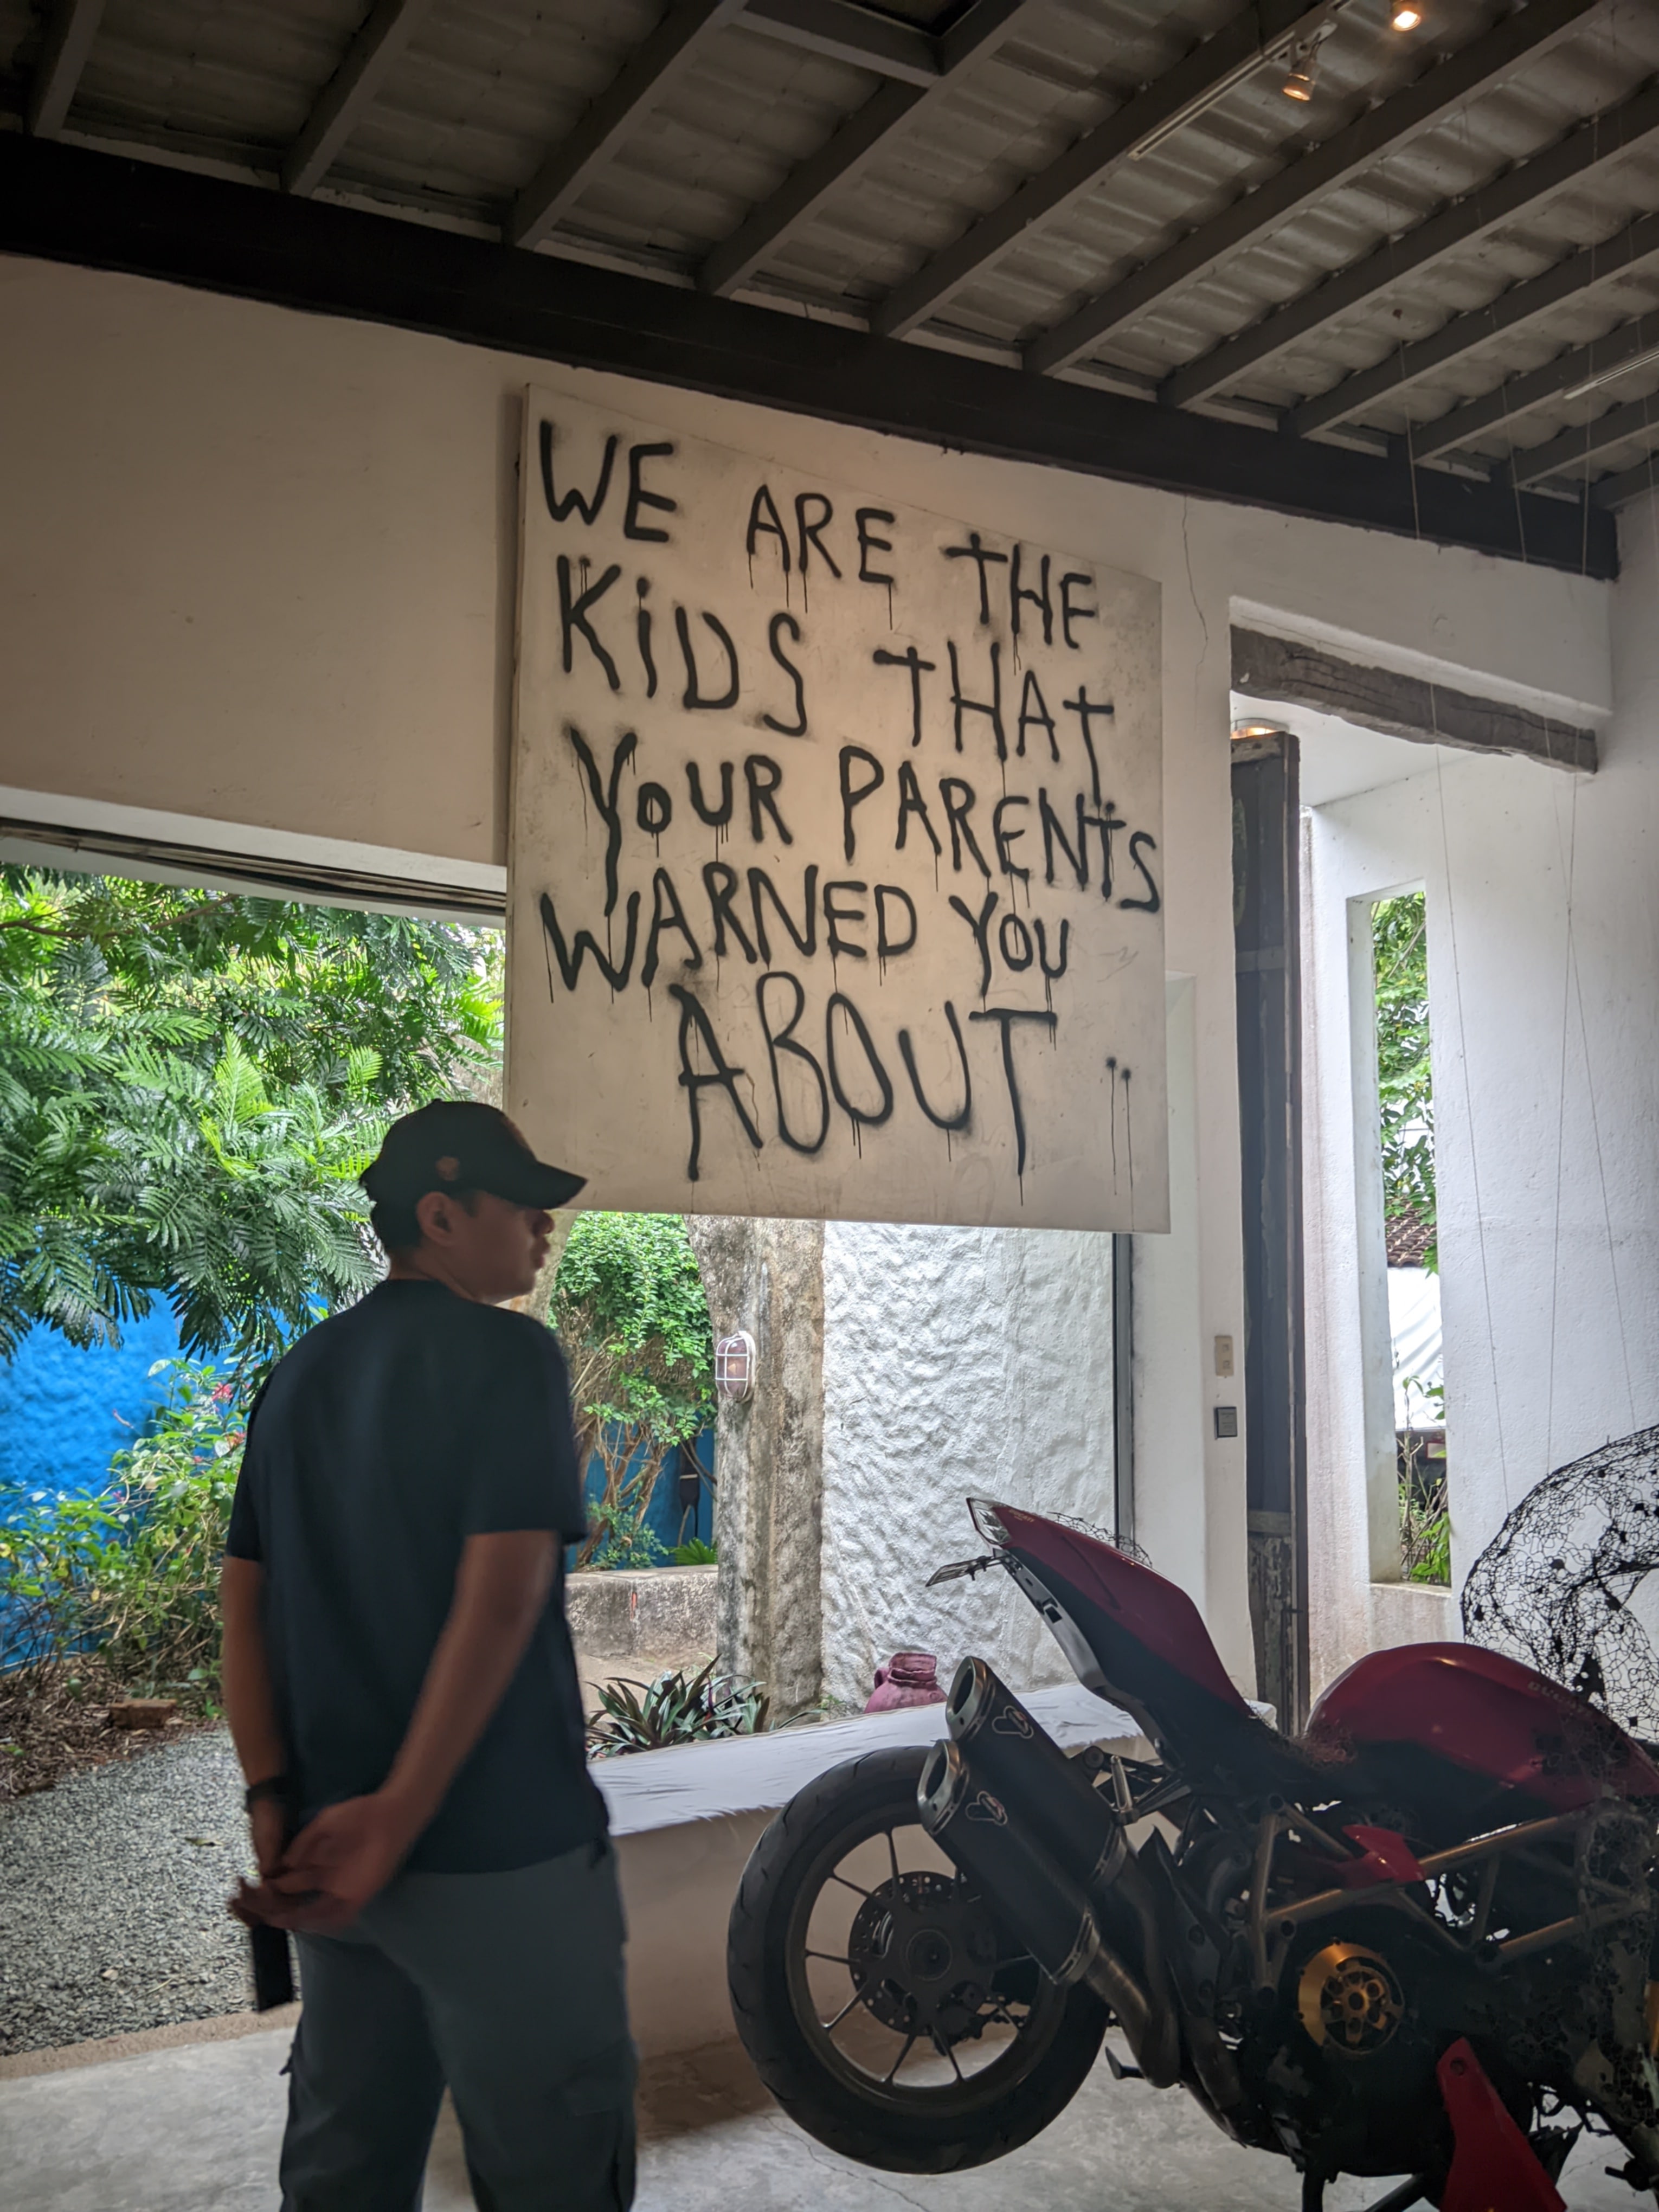 WE ARE THE
KiDS THAT
YOUR PARENTS
WARNED YOU
ABOUT ..